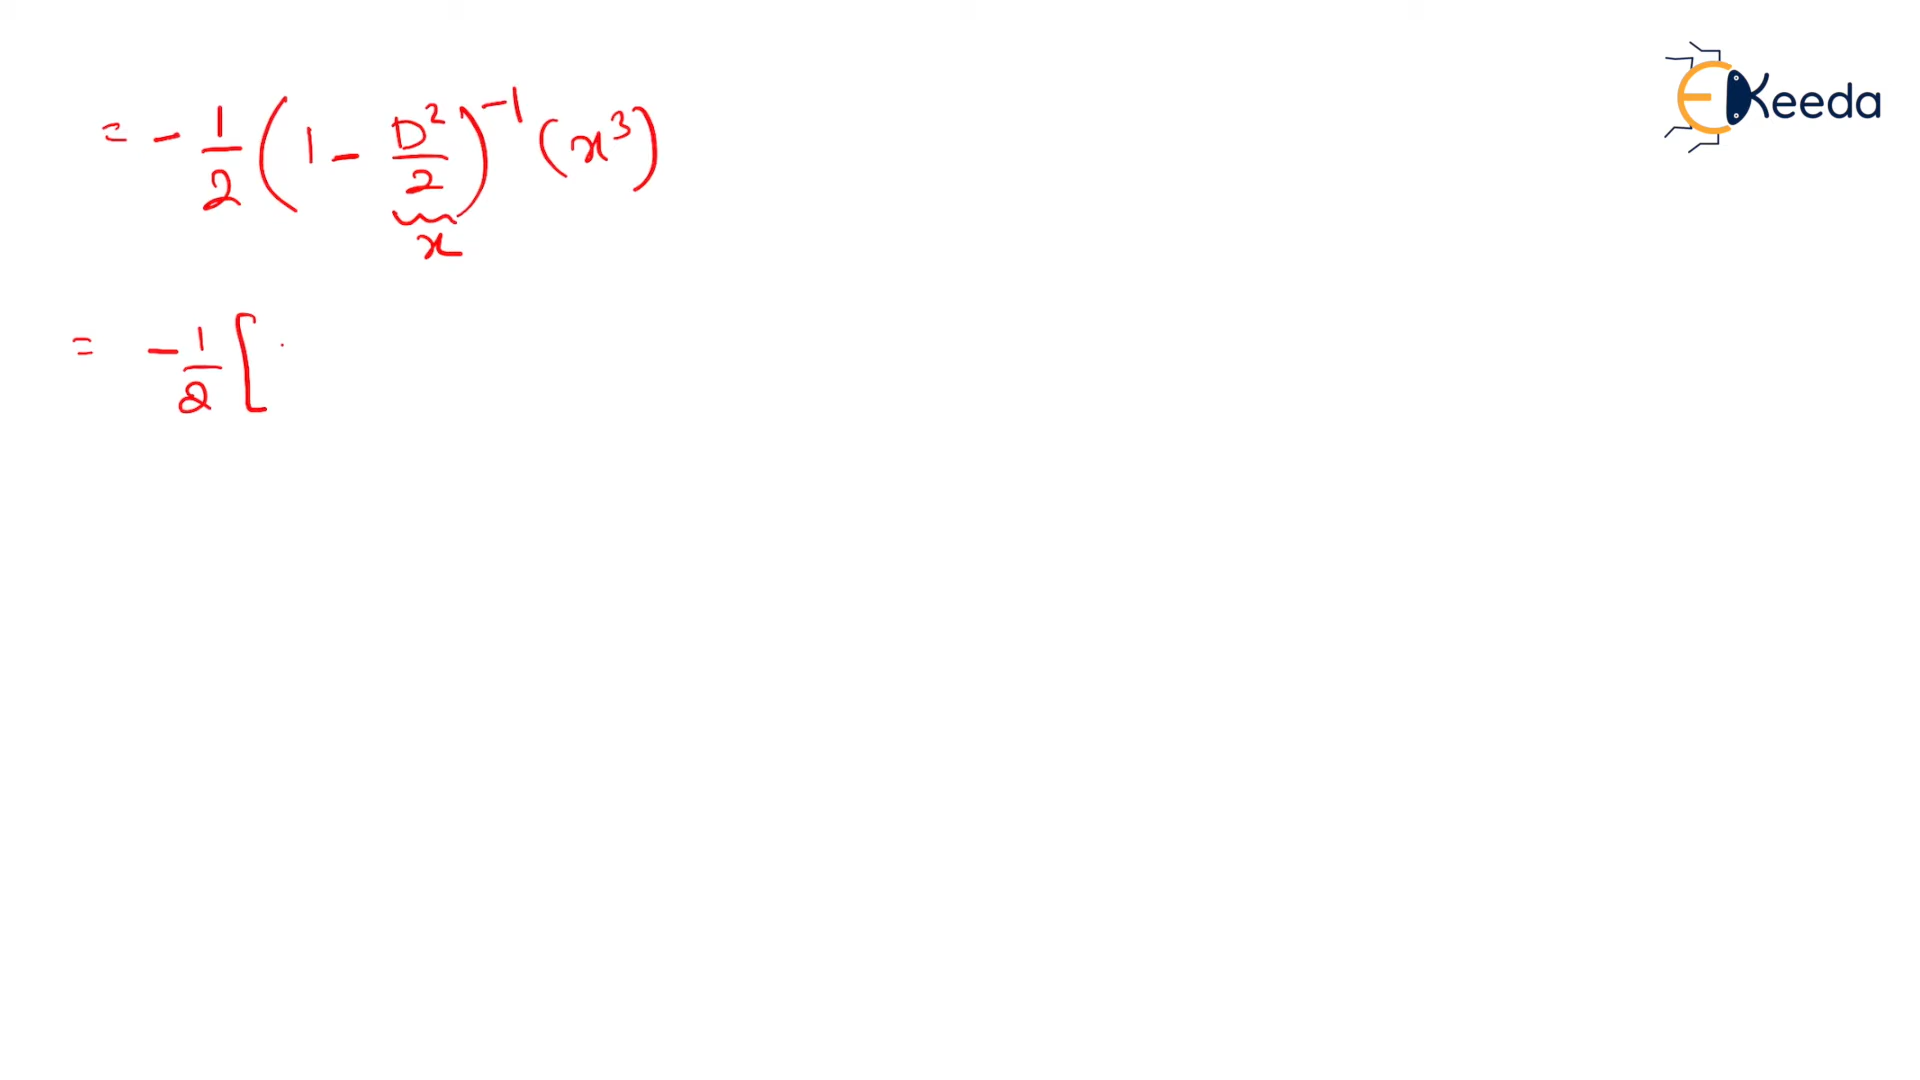 = - 1/2 (1 - D²/2)⁻¹ (x³)
x
= - 1/2 [
EKeeda